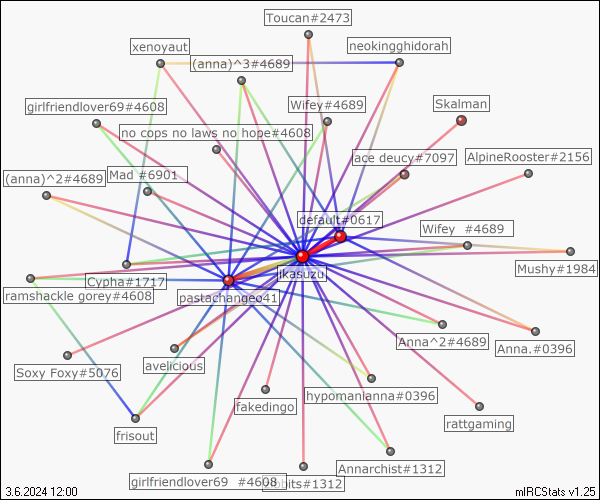 Toucan#2473
xenoyaut
neokingghidorah
(anna)^3#4689
girlfriendlover69#4608
Wifey#4689
Skalman
no cops no laws no hope#4608
ace deucy#7097
AlpineRooster#2156
(anna)^2#4689
Mad #6901
default#0617
Wifey #4689
jkasuzu
Mushy#1984
Cypha#1717
ramshackle gorey#4608
pastachangeo41
Anna^2#4689
Anna.#0396
avelicious
Soxy Foxy#5076
hypomanIanna#0396
fakedingo
rattgaming
frisout
Annarchist#1312
girlfriendlover69 #4608
#1312
3.6.2024 12:00
mIRCStats v1.25